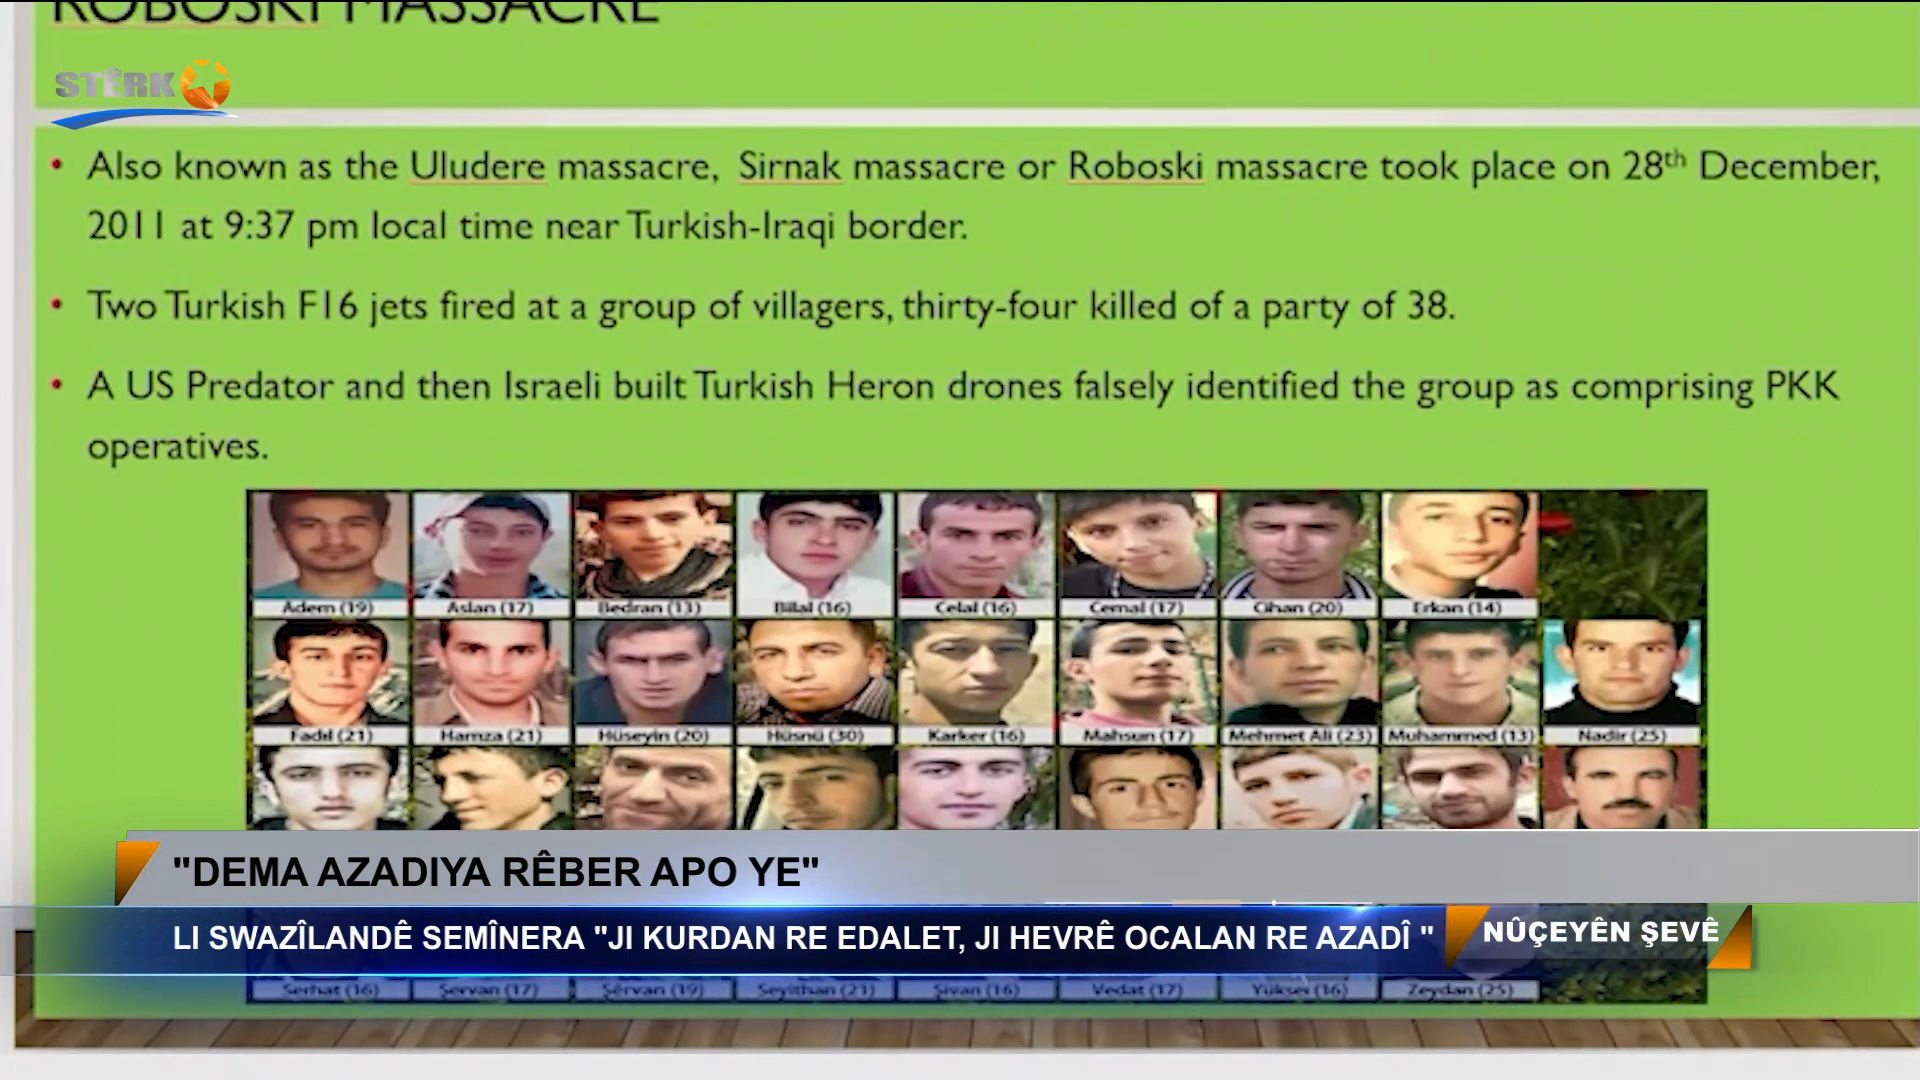 ROBOSKI MASSACRE
STÊRK
• Also known as the Uludere massacre, Sirnak massacre or Roboski massacre took place on 28th December,
2011 at 9:37 pm local time near Turkish-Iraqi border.
• Two Turkish F16 jets fired at a group of villagers, thirty-four killed of a party of 38.
• A US Predator and then Israeli built Turkish Heron drones falsely identified the group as comprising PKK
operatives.
Adem (19) Aslan (17) Bedran (13) Bilal (16) Celal (16) Cemal (17) Cihan (20) Erkan (14)
Fadıl (21) Hamza (21) Hüseyin (20) Hüsnü (30) Karker (16) Mahsun (17) Mehmet Ali (23) Muhammed (13) Nadir (25)
"DEMA AZADIYA RÊBER APO YE"
LI SWAZÎLANDÊ SEMÎNERA "JI KURDAN RE EDALET, JI HEVRÊ OCALAN RE AZADÎ "
NÛÇEYÊN ŞEVÊ
Serhat (16) Şervan (17) Şêrvan (19) Seyithan (21) Şivan (16) Vedat (17) Yüksel (16) Zeydan (25)